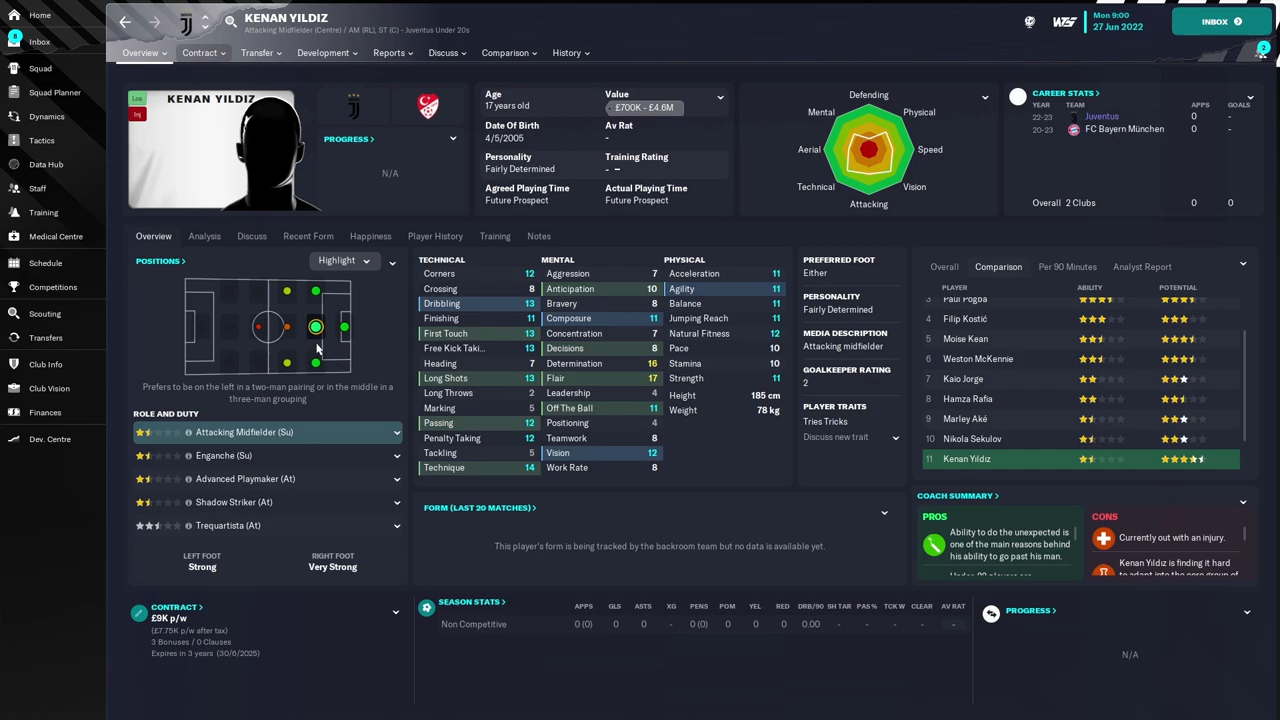 Home
8
Inbox
Squad
Squad Planner
Dynamics
Tactics
Data Hub
Staff
Training
Medical Centre
Schedule
Competitions
Scouting
Transfers
Club Info
Club Vision
Finances
Dev. Centre
KENAN YILDIZ
Attacking Midfielder (Centre) / AM (RL), ST (C) - Juventus Under 20s
Mon 9:00
27 Jun 2022
INBOX
2
Overview
Contract
Transfer
Development
Reports
Discuss
Comparison
History
Loa
Inj
KENAN YILDIZ
PROGRESS >
N/A
Age
17 years old
Value
£700K - £4.6M
Date Of Birth
4/5/2005
Av Rat
-
Personality
Fairly Determined
Training Rating
- –
Agreed Playing Time
Future Prospect
Actual Playing Time
Future Prospect
Defending
Mental
Physical
Aerial
Speed
Technical
Vision
Attacking
CAREER STATS >
YEAR TEAM APPS GOALS
22-23 Juventus 0 -
20-23 FC Bayern München 0 -
Overall 2 Clubs 0 0
Overview
Analysis
Discuss
Recent Form
Happiness
Player History
Training
Notes
POSITIONS >
Highlight
Prefers to be on the left in a two-man pairing or in the middle in a
three-man grouping
ROLE AND DUTY
Attacking Midfielder (Su)
Enganche (Su)
Advanced Playmaker (At)
Shadow Striker (At)
Trequartista (At)
LEFT FOOT
Strong
RIGHT FOOT
Very Strong
TECHNICAL
Corners 12
Crossing 8
Dribbling 13
Finishing 11
First Touch 13
Free Kick Taki... 13
Heading 7
Long Shots 13
Long Throws 2
Marking 5
Passing 12
Penalty Taking 12
Tackling 5
Technique 14
MENTAL
Aggression 7
Anticipation 10
Bravery 8
Composure 11
Concentration 7
Decisions 8
Determination 16
Flair 17
Leadership 4
Off The Ball 11
Positioning 4
Teamwork 8
Vision 12
Work Rate 8
PHYSICAL
Acceleration 11
Agility 11
Balance 11
Jumping Reach 11
Natural Fitness 12
Pace 10
Stamina 10
Strength 11
Height 185 cm
Weight 78 kg
PREFERRED FOOT
Either
PERSONALITY
Fairly Determined
MEDIA DESCRIPTION
Attacking midfielder
GOALKEEPER RATING
2
PLAYER TRAITS
Tries Tricks
Discuss new trait
Overall
Comparison
Per 90 Minutes
Analyst Report
PLAYER ABILITY POTENTIAL
3 Paul Pogba
4 Filip Kostić
5 Moise Kean
6 Weston McKennie
7 Kaio Jorge
8 Hamza Rafia
9 Marley Aké
10 Nikola Sekulov
11 Kenan Yıldız
FORM (LAST 20 MATCHES) >
This player's form is being tracked by the backroom team but no data is available yet.
COACH SUMMARY >
PROS
Ability to do the unexpected is
one of the main reasons behind
his ability to go past his man.
CONS
Currently out with an injury.
Kenan Yıldız is finding it hard
to adapt into the core group of
CONTRACT >
£9K p/w
(£7.75K p/w after tax)
3 Bonuses / 0 Clauses
Expires in 3 years (30/6/2025)
SEASON STATS >
APPS GLS ASTS XG PENS POM YEL RED DRB/90 SH TAR PAS % TCK W CLEAR AV RAT
Non Competitive 0 (0) 0 0 - 0 (0) 0 0 0 0.00 - - - - -
PROGRESS >
N/A